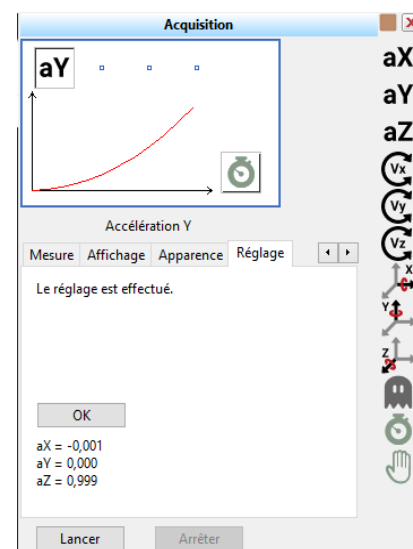 Acquisition
aY
Accélération Y
Mesure Affichage Apparence Réglage
Le réglage est effectué.
OK
aX = -0,001
aY = 0,000
aZ = 0,999
Lancer Arrêter
aX
aY
aZ
Vx
Vy
Vz
X
Y
Z